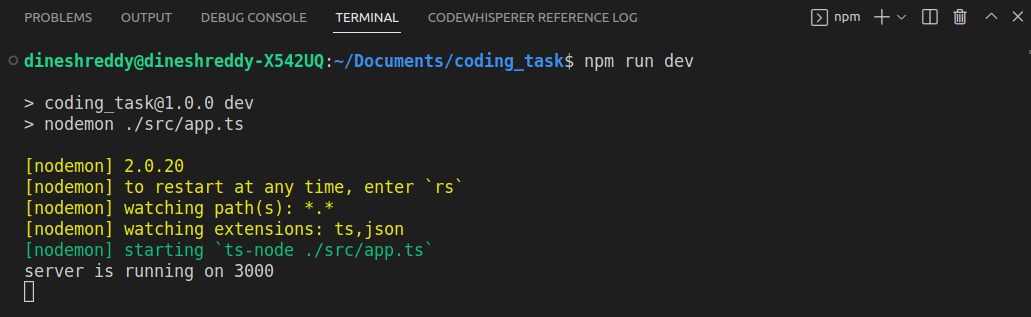 PROBLEMS OUTPUT DEBUG CONSOLE TERMINAL CODEWHISPERER REFERENCE LOG npm
dineshreddy@dineshreddy-X542UQ:~/Documents/coding_task$ npm run dev
> coding_task@1.0.0 dev
> nodemon ./src/app.ts
[nodemon] 2.0.20
[nodemon] to restart at any time, enter `rs`
[nodemon] watching path(s): *.*
[nodemon] watching extensions: ts,json
[nodemon] starting `ts-node ./src/app.ts`
server is running on 3000